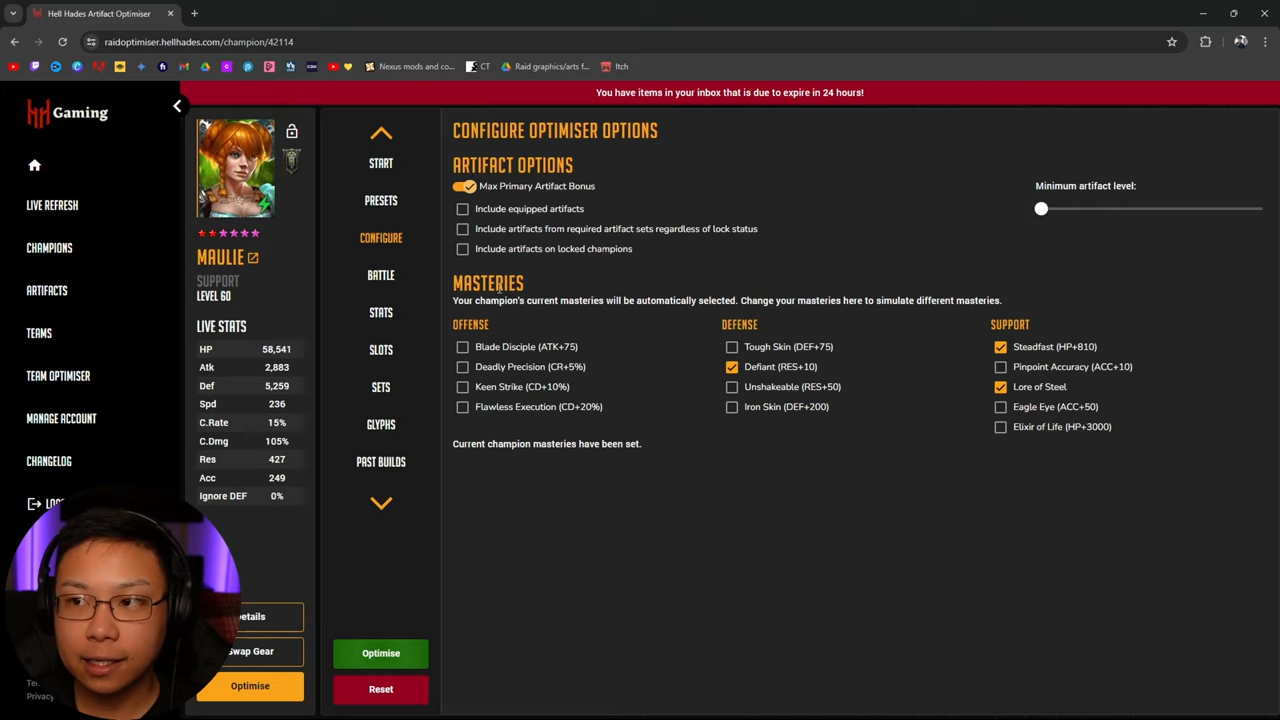 Hell Hades Artifact Optimiser
raidoptimiser.hellhades.com/champion/42114
Nexus mods and co...
CT
Raid graphics/arts f...
Itch
You have items in your inbox that is due to expire in 24 hours!
Gaming
LIVE REFRESH
CHAMPIONS
ARTIFACTS
TEAMS
TEAM OPTIMISER
MANAGE ACCOUNT
CHANGELOG
MAULIE
SUPPORT
LEVEL 60
LIVE STATS
HP 58,541
Atk 2,883
Def 5,259
Spd 236
C.Rate 15%
C.Dmg 105%
Res 427
Acc 249
Ignore DEF 0%
Swap Gear
Optimise
START
PRESETS
CONFIGURE
BATTLE
STATS
SLOTS
SETS
GLYPHS
PAST BUILDS
Optimise
Reset
CONFIGURE OPTIMISER OPTIONS
ARTIFACT OPTIONS
Max Primary Artifact Bonus
Include equipped artifacts
Include artifacts from required artifact sets regardless of lock status
Include artifacts on locked champions
Minimum artifact level:
MASTERIES
Your champion's current masteries will be automatically selected. Change your masteries here to simulate different masteries.
OFFENSE
Blade Disciple (ATK+75)
Deadly Precision (CR+5%)
Keen Strike (CD+10%)
Flawless Execution (CD+20%)
DEFENSE
Tough Skin (DEF+75)
Defiant (RES+10)
Unshakeable (RES+50)
Iron Skin (DEF+200)
SUPPORT
Steadfast (HP+810)
Pinpoint Accuracy (ACC+10)
Lore of Steel
Eagle Eye (ACC+50)
Elixir of Life (HP+3000)
Current champion masteries have been set.